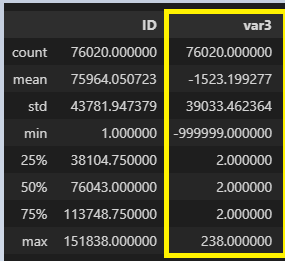 ID var3
count 76020.000000 76020.000000
mean 75964.050723 -1523.199277
std 43781.947379 39033.462364
min 1.000000 -999999.000000
25% 38104.750000 2.000000
50% 76043.000000 2.000000
75% 113748.750000 2.000000
max 151838.000000 238.000000